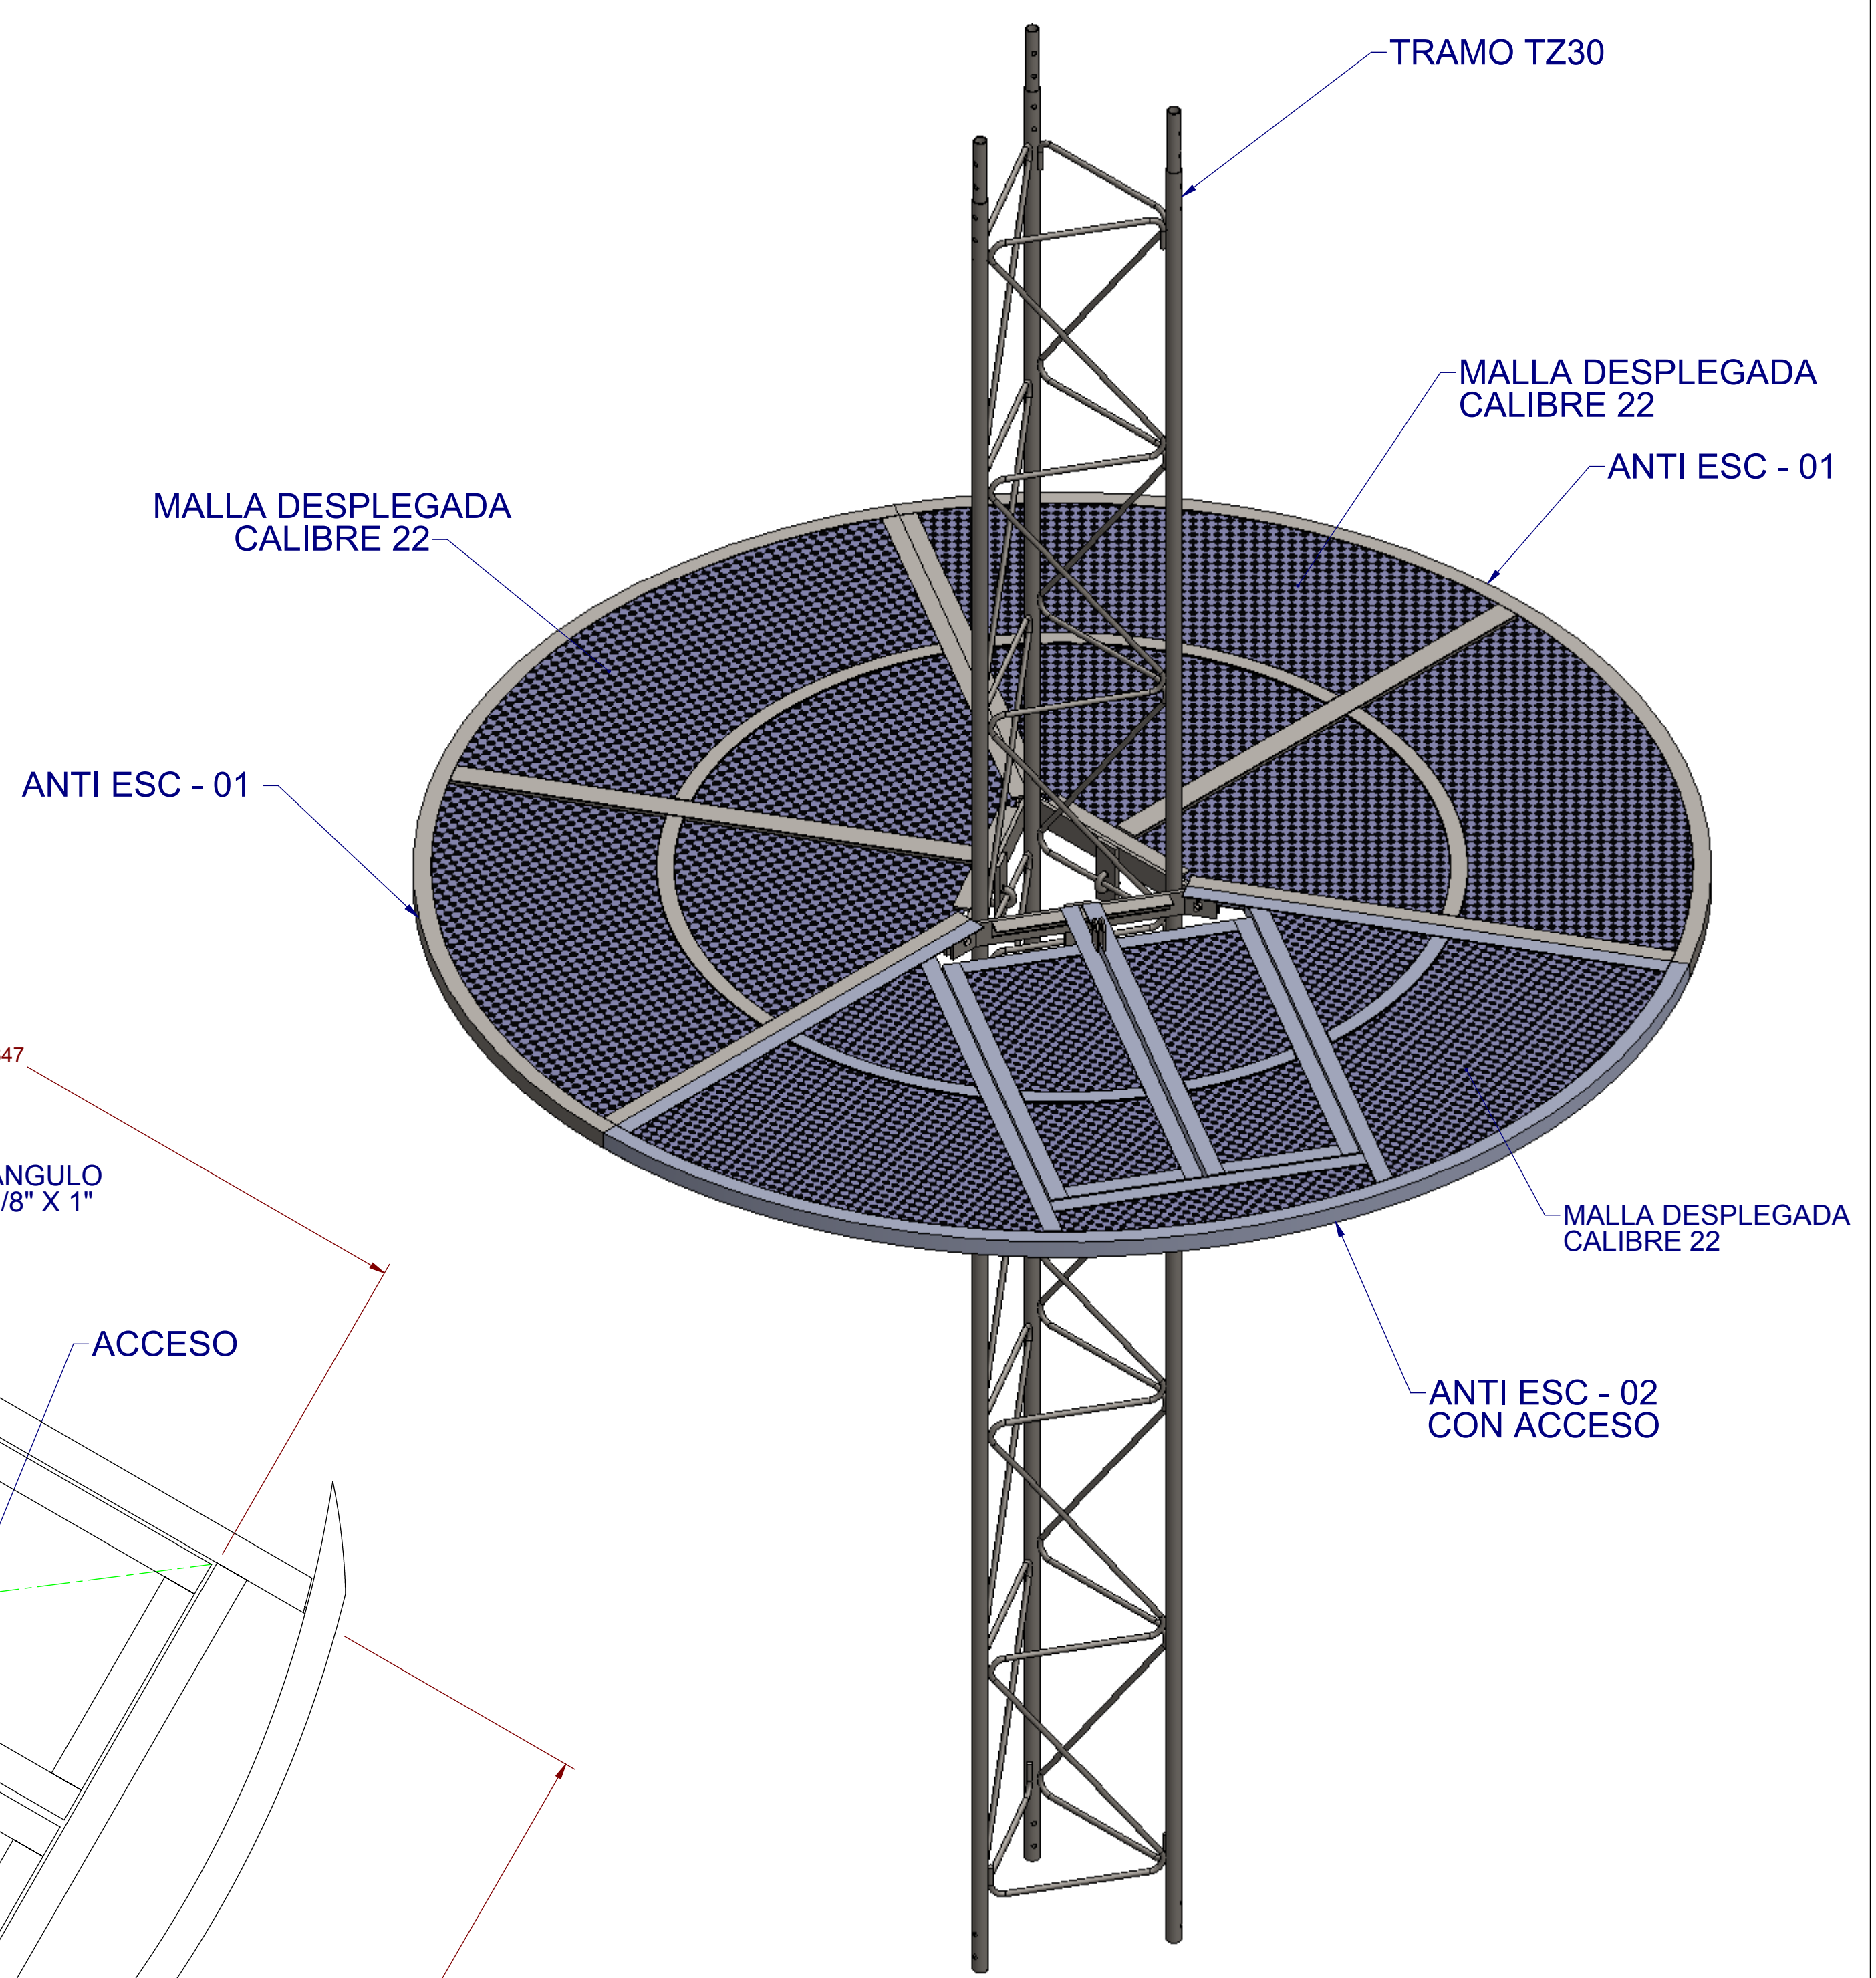 TRAMO TZ30
MALLA DESPLEGADA
CALIBRE 22
ANTI ESC - 01
MALLA DESPLEGADA
CALIBRE 22
ANTI ESC - 01
47
ANGULO
/8" X 1"
MALLA DESPLEGADA
CALIBRE 22
ACCESO
ANTI ESC - 02
CON ACCESO